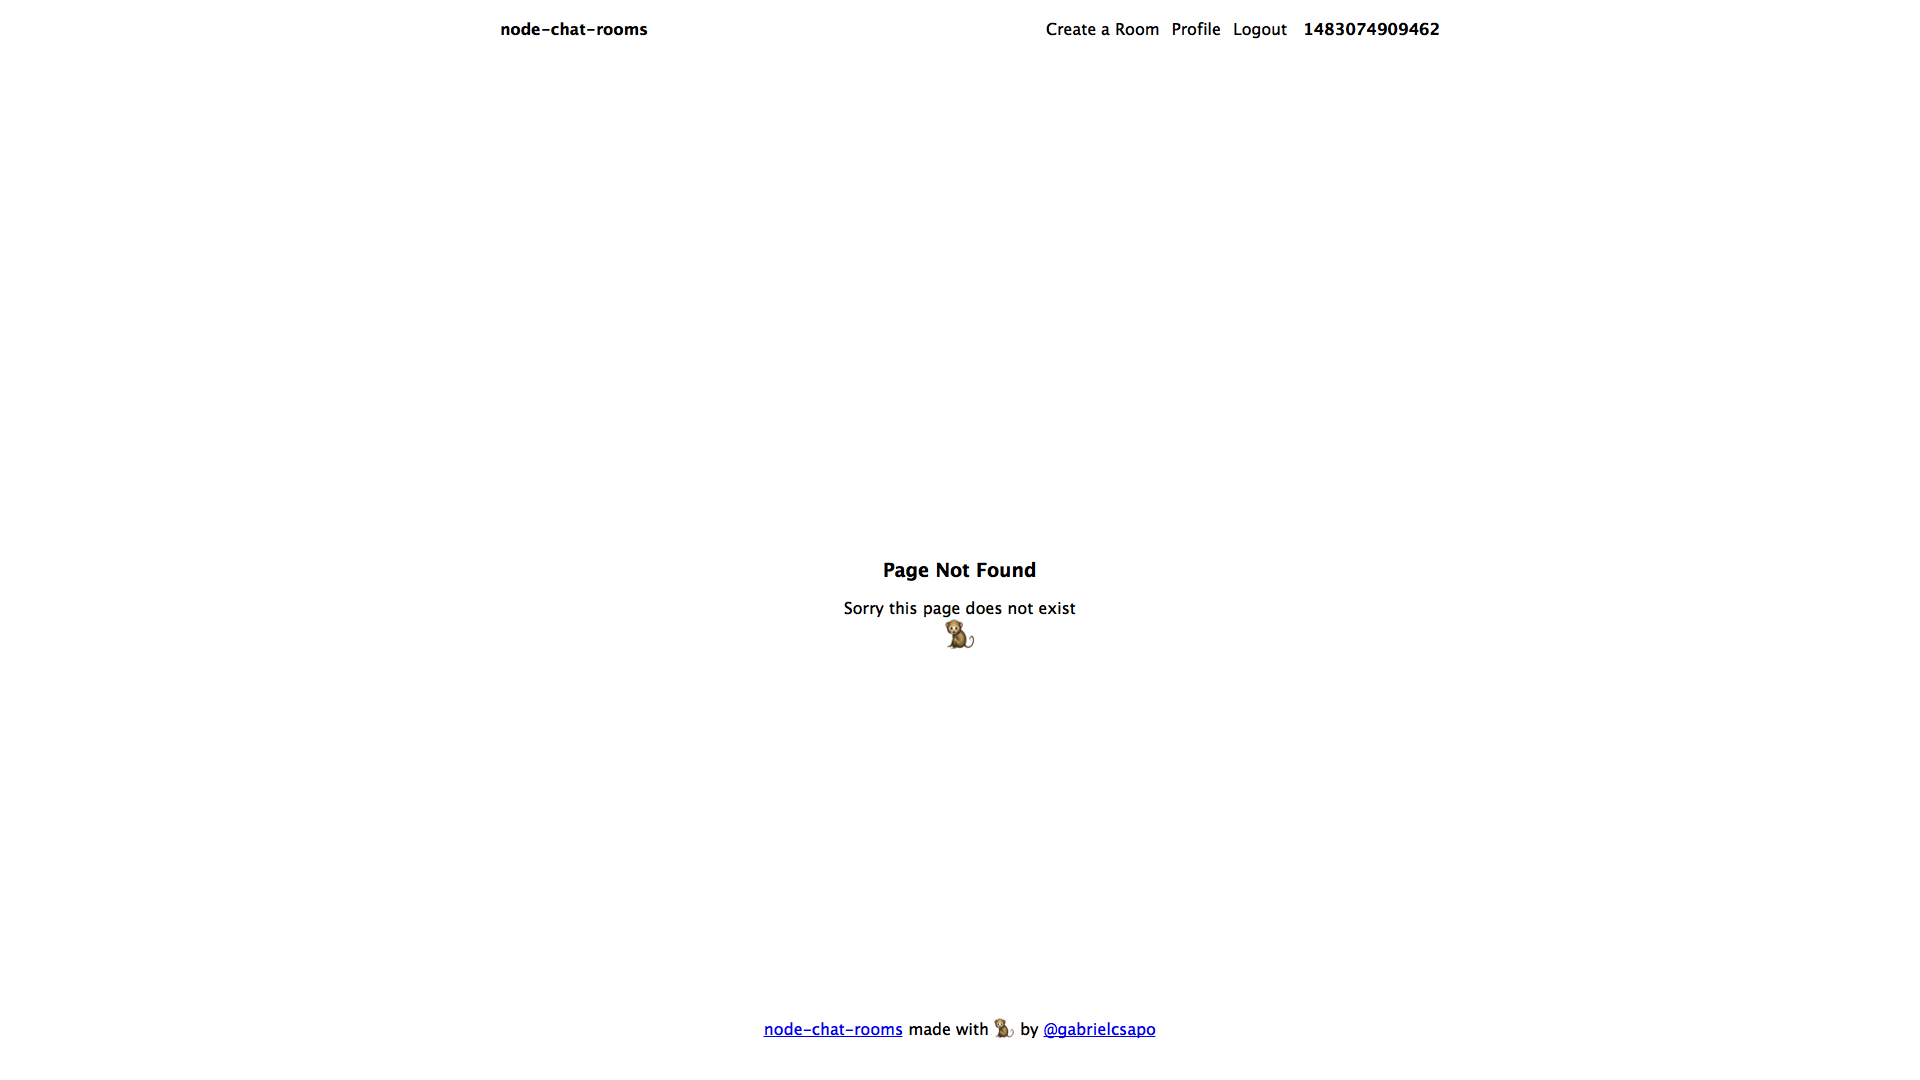 node-chat-rooms Create a Room Profile Logout 1483074909462
Page Not Found
Sorry this page does not exist
node-chat-rooms made with 🐒 by @gabrielcsapo